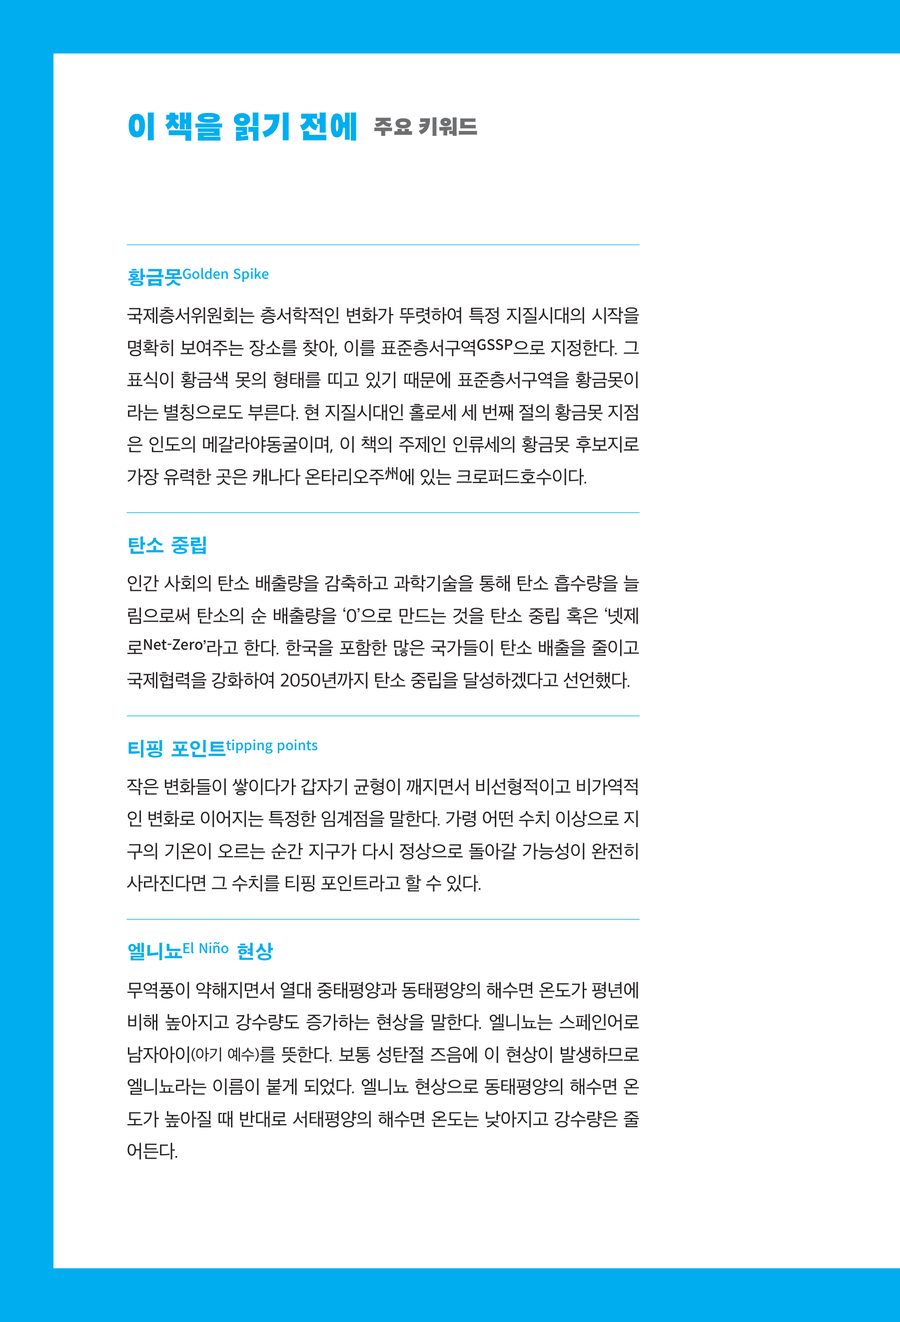 이 책을 읽기 전에 주요 키워드
황금못Golden Spike
국제층서위원회는 층서학적인 변화가 뚜렷하여 특정 지질시대의 시작을
명확히 보여주는 장소를 찾아, 이를 표준층서구역GSSP으로 지정한다. 그
표식이 황금색 못의 형태를 띠고 있기 때문에 표준층서구역을 황금못이
라는 별칭으로도 부른다. 현 지질시대인 홀로세 세 번째 절의 황금못 지점
은 인도의 메갈라야동굴이며, 이 책의 주제인 인류세의 황금못 후보지로
가장 유력한 곳은 캐나다 온타리오주州에 있는 크로퍼드호수이다.
탄소 중립
인간 사회의 탄소 배출량을 감축하고 과학기술을 통해 탄소 흡수량을 늘
림으로써 탄소의 순 배출량을 ‘0’으로 만드는 것을 탄소 중립 혹은 ‘넷제
로Net-Zero’라고 한다. 한국을 포함한 많은 국가들이 탄소 배출을 줄이고
국제협력을 강화하여 2050년까지 탄소 중립을 달성하겠다고 선언했다.
티핑 포인트tipping points
작은 변화들이 쌓이다가 갑자기 균형이 깨지면서 비선형적이고 비가역적
인 변화로 이어지는 특정한 임계점을 말한다. 가령 어떤 수치 이상으로 지
구의 기온이 오르는 순간 지구가 다시 정상으로 돌아갈 가능성이 완전히
사라진다면 그 수치를 티핑 포인트라고 할 수 있다.
엘니뇨El Niño 현상
무역풍이 약해지면서 열대 중태평양과 동태평양의 해수면 온도가 평년에
비해 높아지고 강수량도 증가하는 현상을 말한다. 엘니뇨는 스페인어로
남자아이(아기 예수)를 뜻한다. 보통 성탄절 즈음에 이 현상이 발생하므로
엘니뇨라는 이름이 붙게 되었다. 엘니뇨 현상으로 동태평양의 해수면 온
도가 높아질 때 반대로 서태평양의 해수면 온도는 낮아지고 강수량은 줄
어든다.